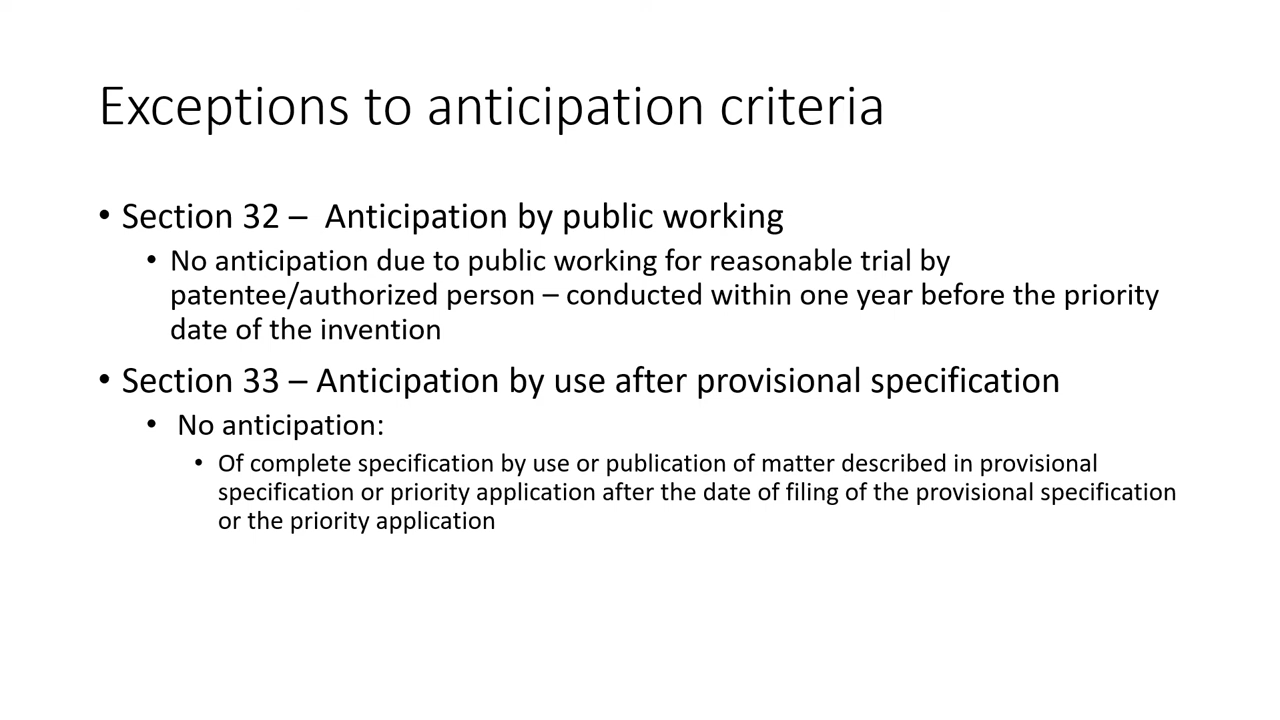 Exceptions to anticipation criteria
• Section 32 – Anticipation by public working
• No anticipation due to public working for reasonable trial by
patentee/authorized person – conducted within one year before the priority
date of the invention
• Section 33 – Anticipation by use after provisional specification
• No anticipation:
• Of complete specification by use or publication of matter described in provisional
specification or priority application after the date of filing of the provisional specification
or the priority application